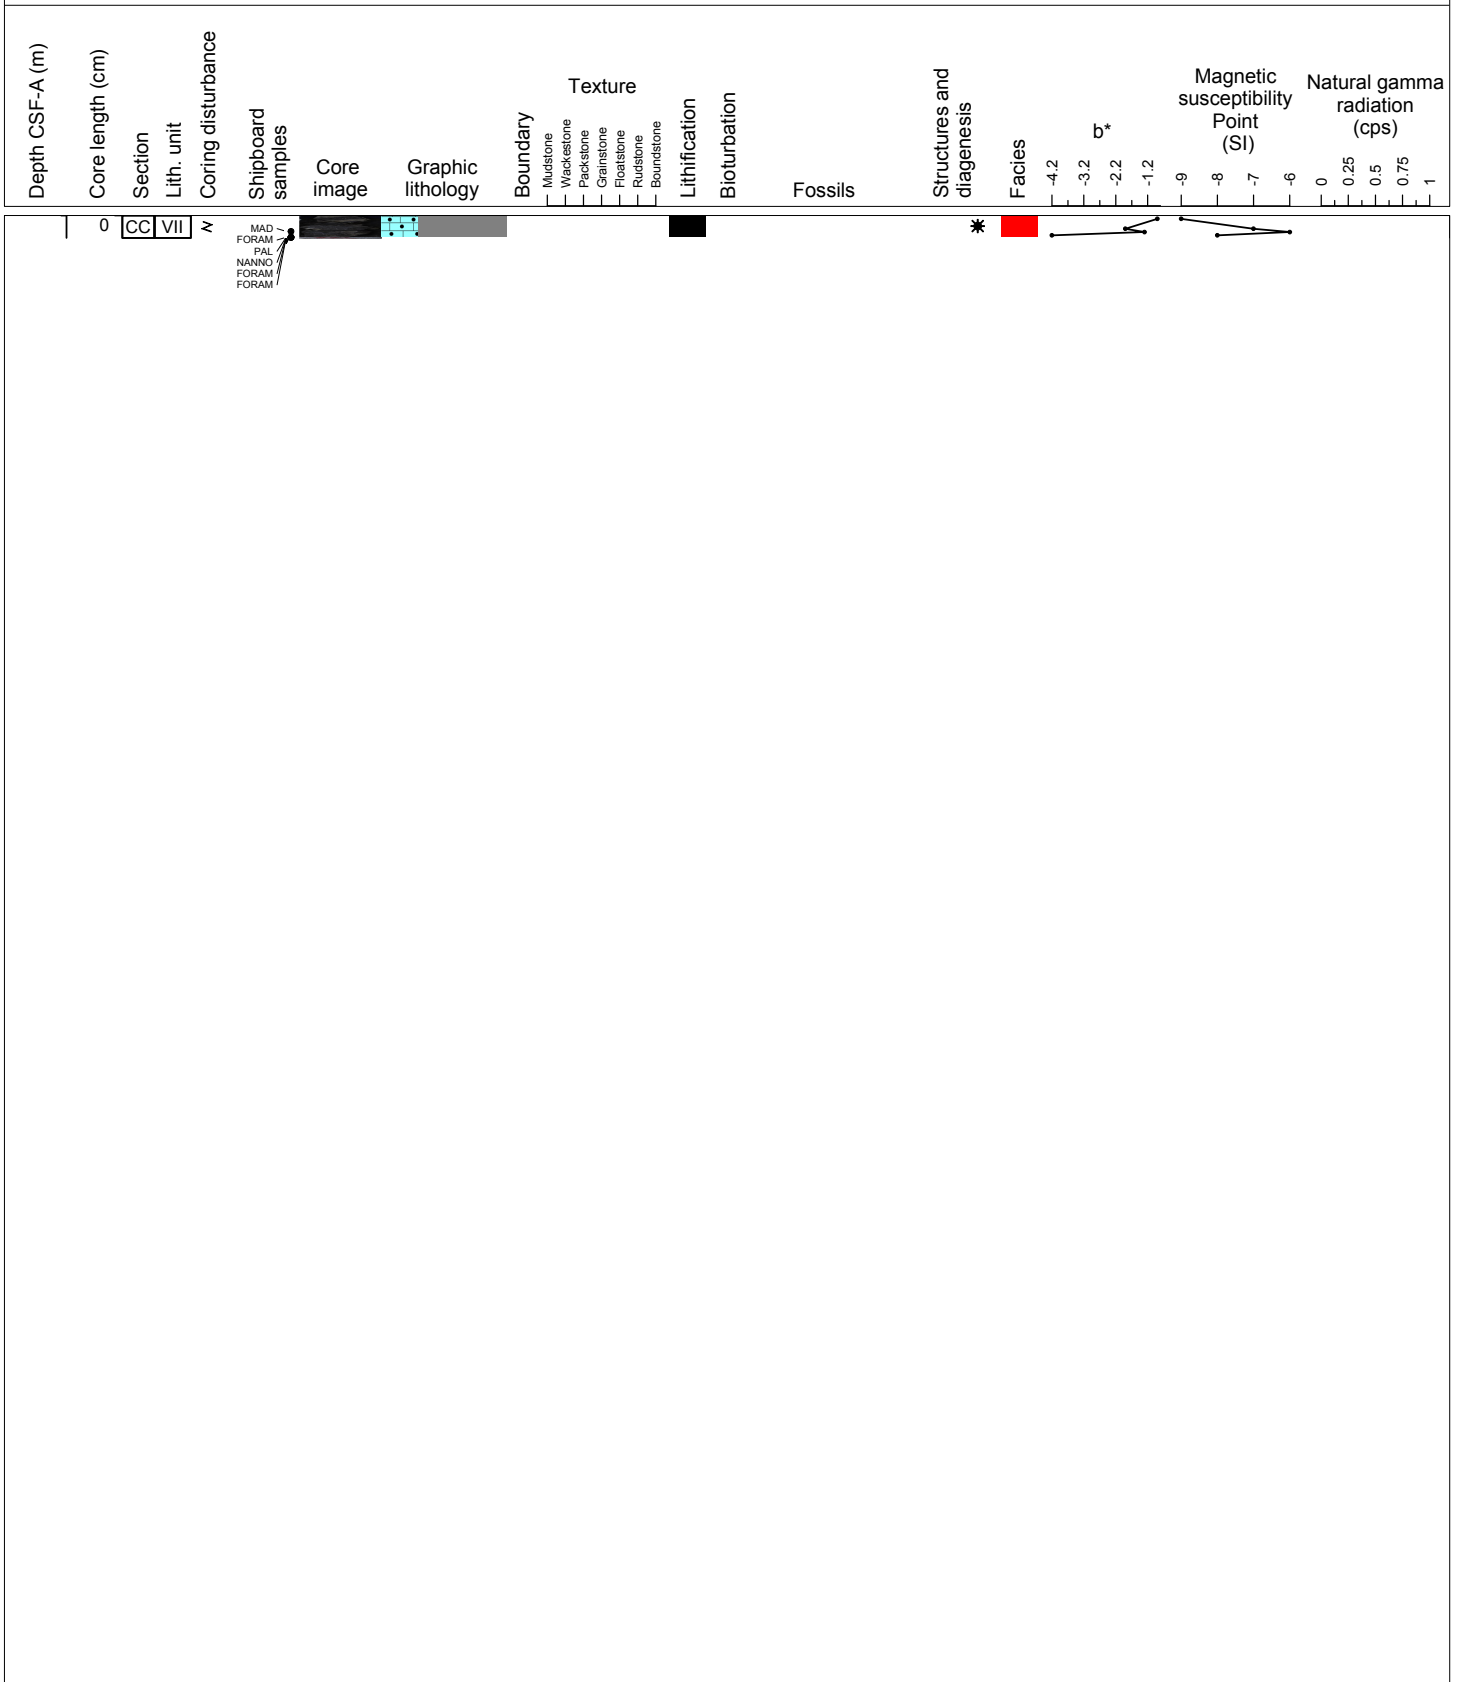 Depth CSF-A (m)
Core length (cm)
Section
Lith. unit
Coring disturbance
Shipboard
samples
Core
image
Graphic
lithology
Boundary
Texture
Mudstone
Wackestone
Packstone
Grainstone
Floatstone
Rudstone
Boundstone
Lithification
Bioturbation
Fossils
Structures and
diagenesis
Facies
b*
-4.2
-3.2
-2.2
-1.2
Magnetic
susceptibility
Point
(SI)
-9
-8
-7
-6
Natural gamma
radiation
(cps)
0
0.25
0.5
0.75
1
0
CC
VII
MAD
FORAM
PAL
NANNO
FORAM
FORAM